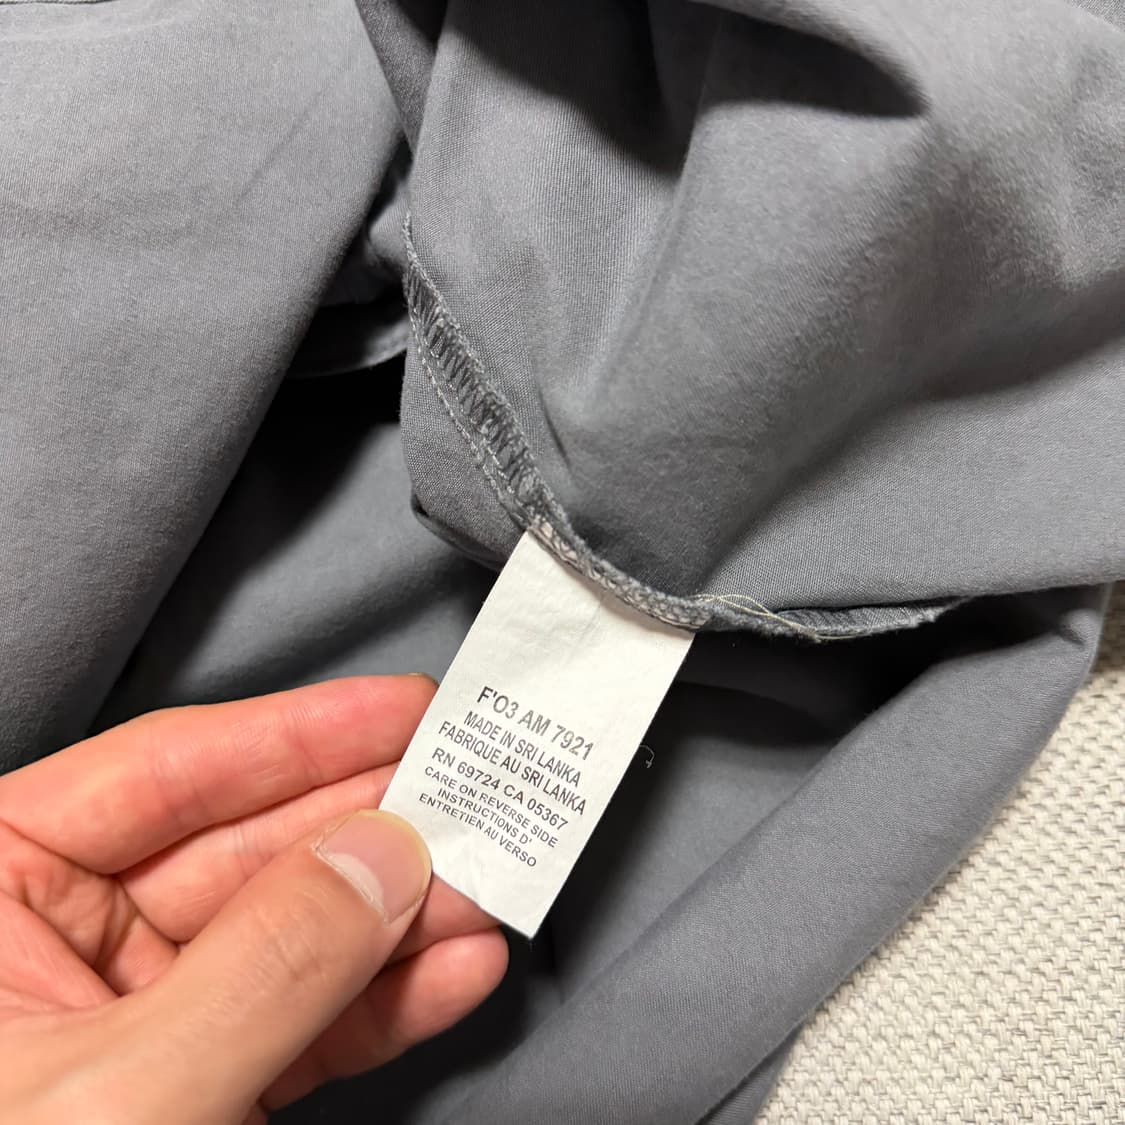 F'O3 AM 7921
MADE IN SRI LANKA
FABRIQUE AU SRI LANKA
RN 69724 CA 05367
CARE ON REVERSE SIDE
INSTRUCTIONS D'
ENTRETIEN AU VERSO